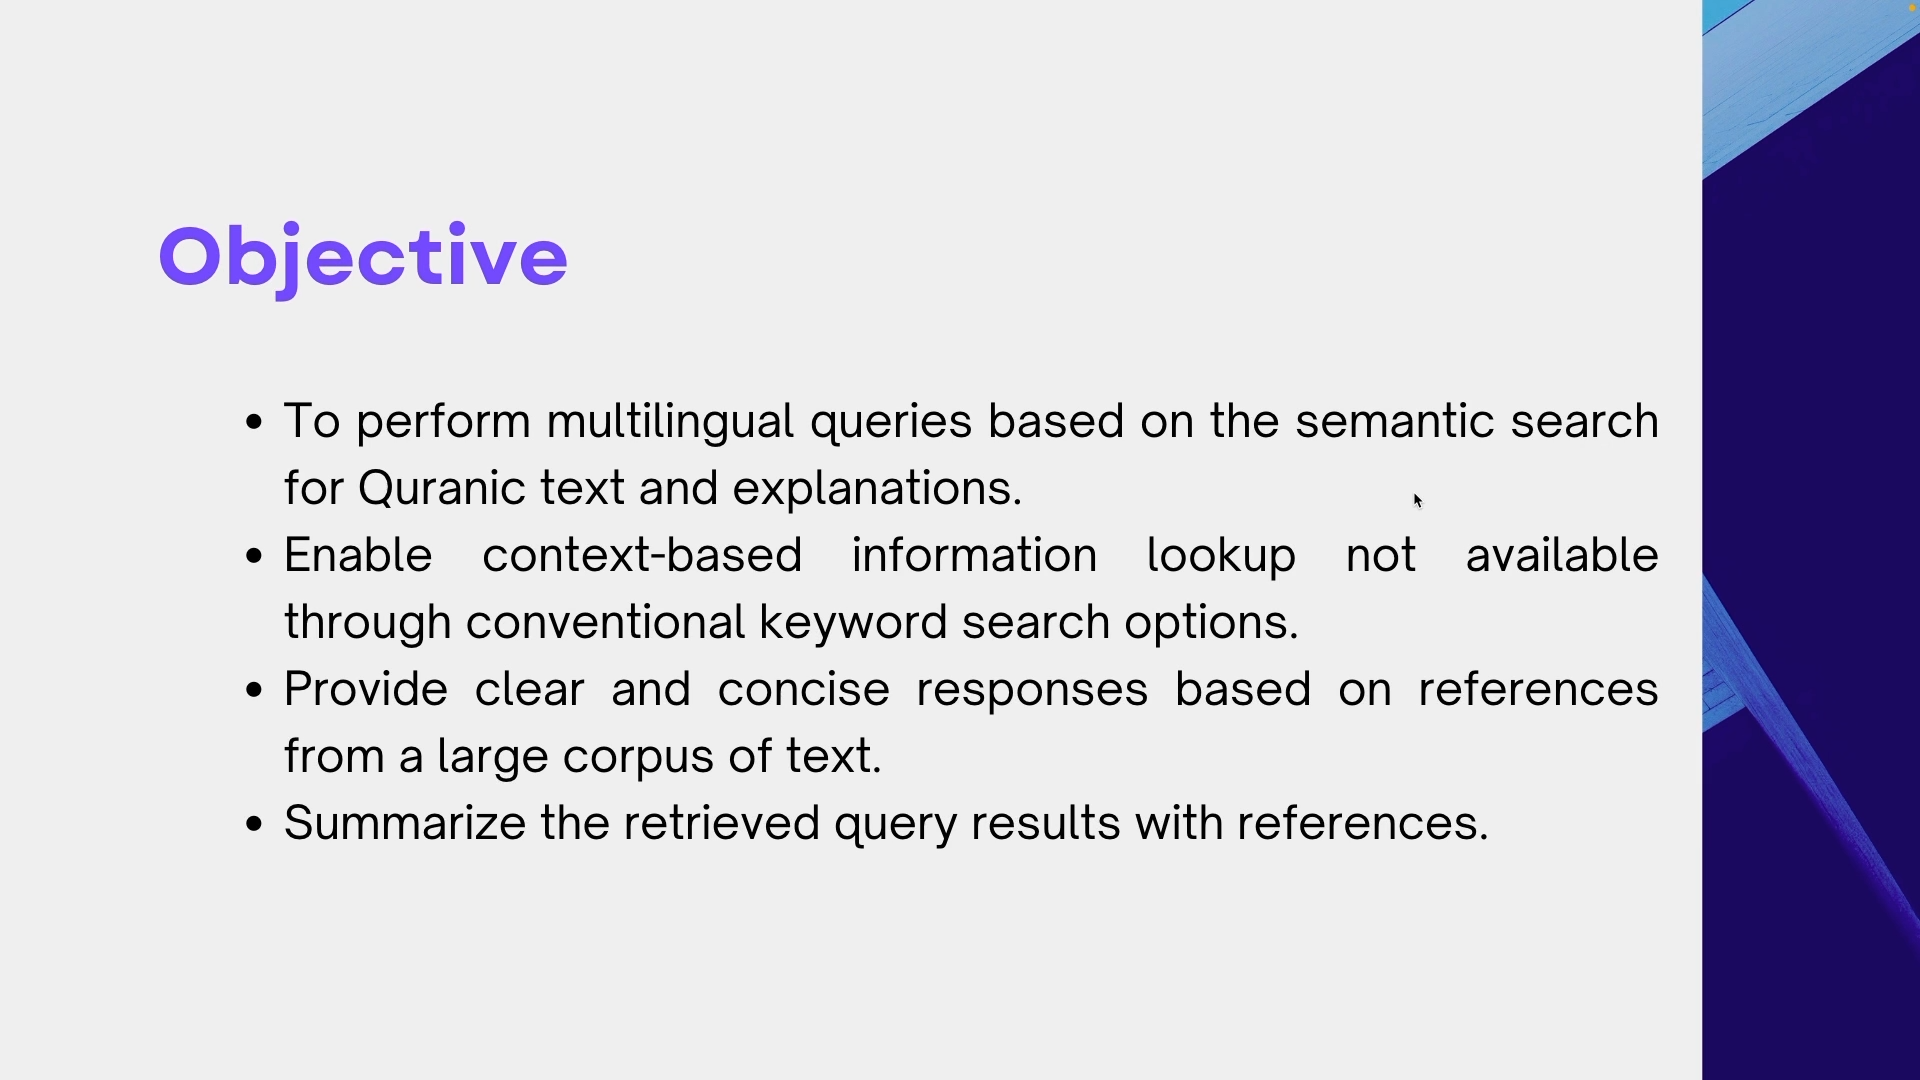 Objective
• To perform multilingual queries based on the semantic search
for Quranic text and explanations.
• Enable context-based information lookup not available
through conventional keyword search options.
• Provide clear and concise responses based on references
from a large corpus of text.
• Summarize the retrieved query results with references.